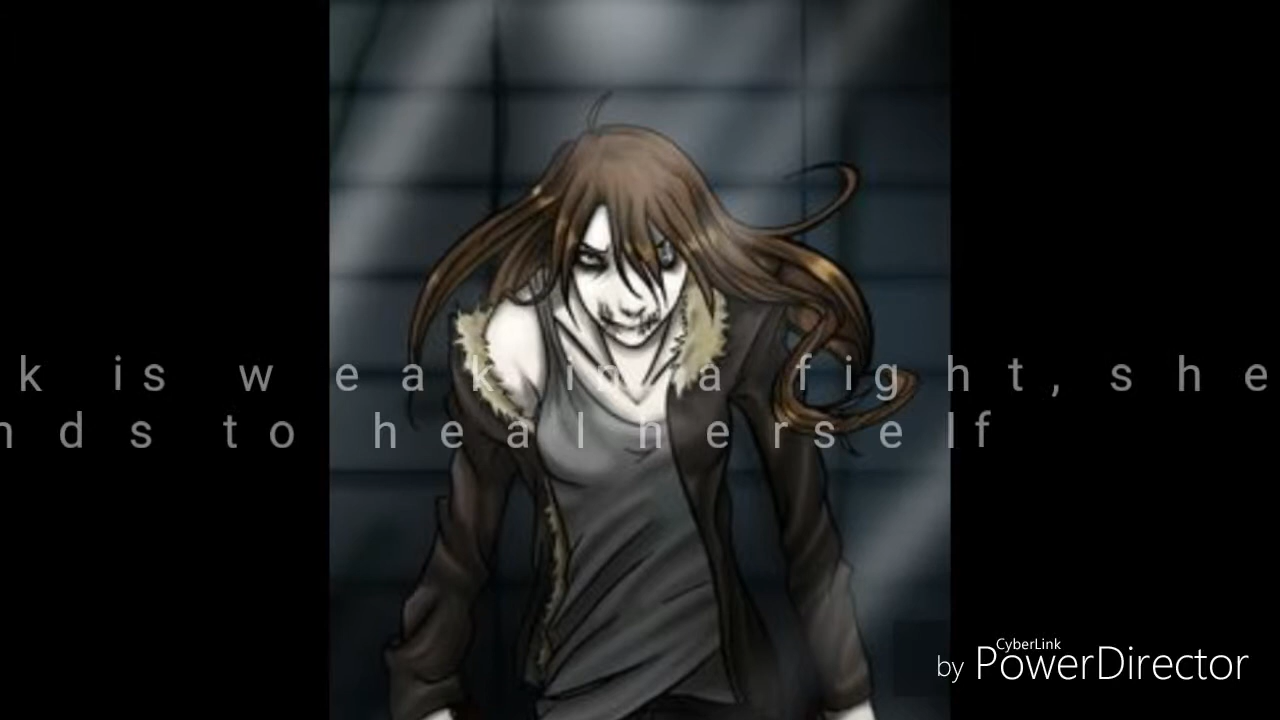 k is weak in a fight, she
nds to heal herself
CyberLink
by PowerDirector